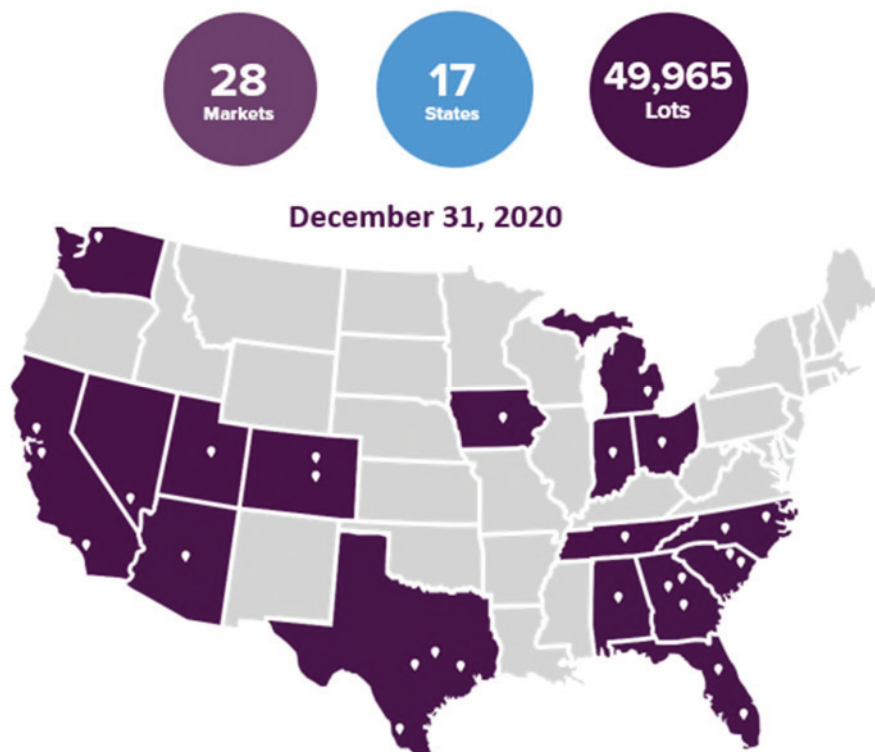 28
Markets
17
States
49,965
Lots
December 31, 2020